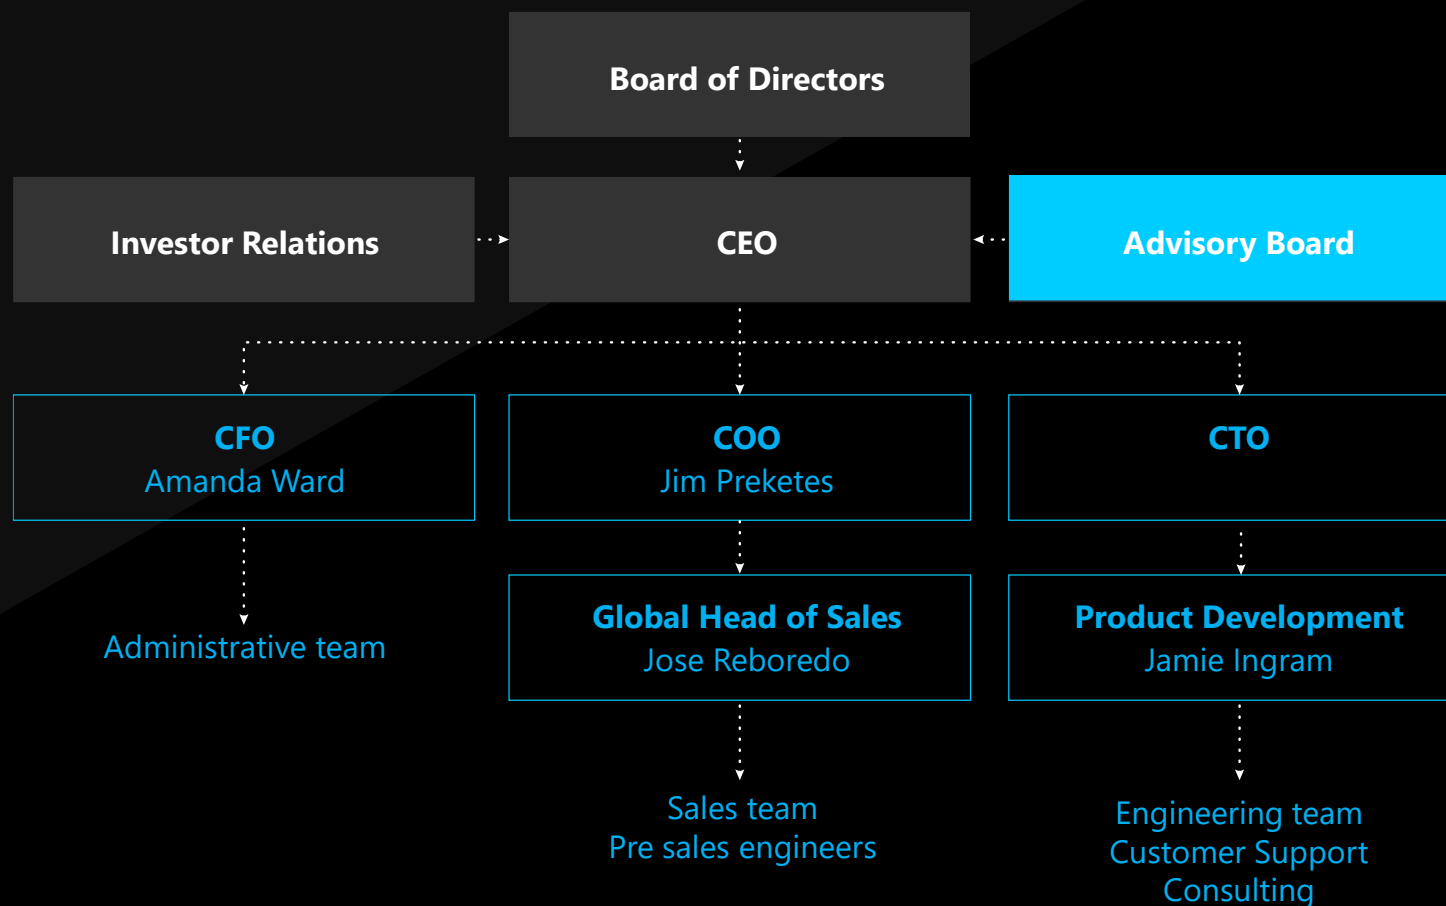 Board of Directors
Investor Relations
CEO
Advisory Board
CFO
Amanda Ward
COO
Jim Preketes
CTO
Global Head of Sales
Jose Reboredo
Product Development
Jamie Ingram
Administrative team
Sales team
Pre sales engineers
Engineering team
Customer Support
Consulting